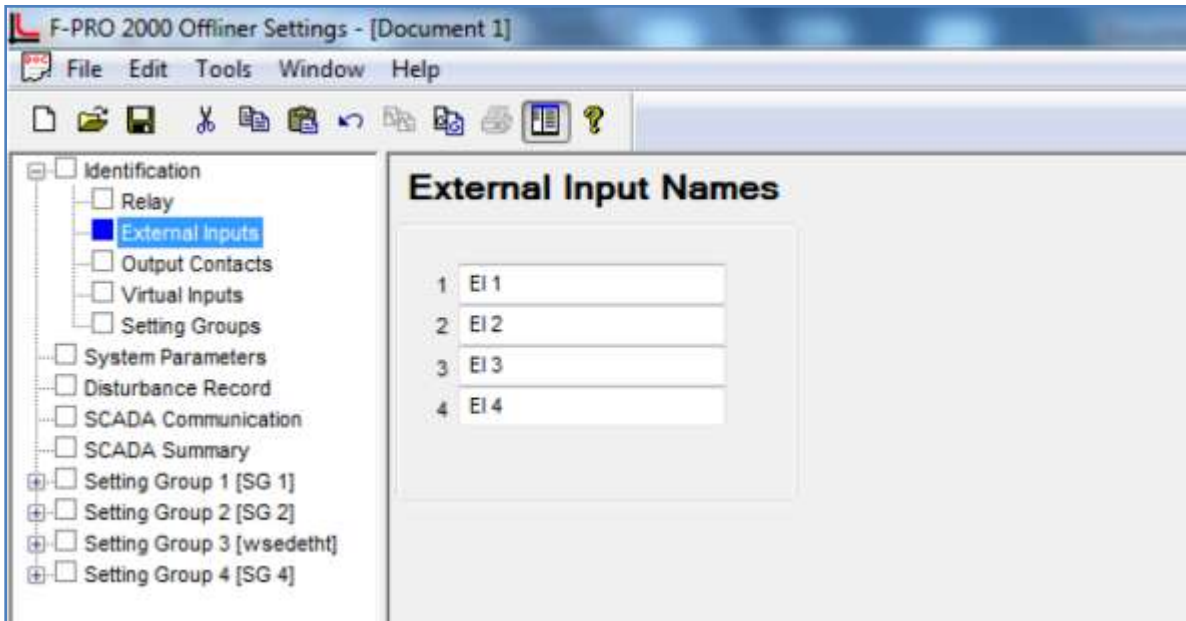 F-PRO 2000 Offliner Settings - [Document 1]
File Edit Tools Window Help
Identification
Relay
External Inputs
Output Contacts
Virtual Inputs
Setting Groups
System Parameters
Disturbance Record
SCADA Communication
SCADA Summary
Setting Group 1 [SG 1]
Setting Group 2 [SG 2]
Setting Group 3 [wsedetht]
Setting Group 4 [SG 4]
External Input Names
1 EI 1
2 EI 2
3 EI 3
4 EI 4